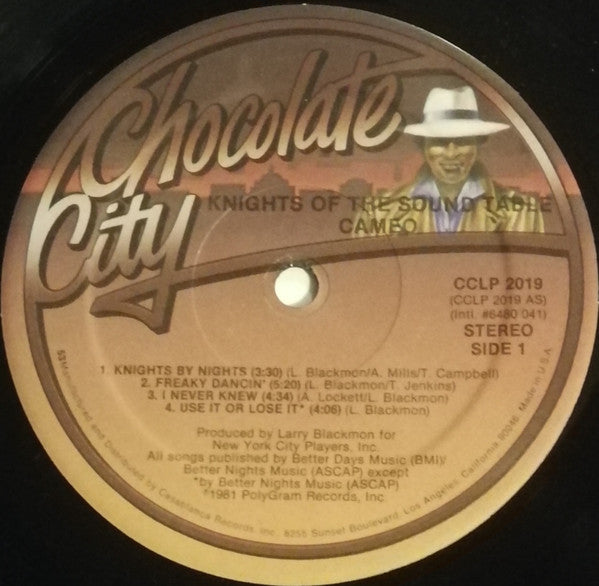 Chocolate
City
KNIGHTS OF THE SOUND TABLE
CAMEO
CCLP 2019
(CCLP 2019 AS)
(Intl. #6480 041)
STEREO
SIDE 1
1. KNIGHTS BY NIGHTS (3:30) (L. Blackmon/A. Mills/T. Campbell)
2. FREAKY DANCIN' (5:20) (L. Blackmon/T. Jenkins)
3. I NEVER KNEW (4:34) (A. Lockett/L. Blackmon)
4. USE IT OR LOSE IT* (4:06) (L. Blackmon)
Produced by Larry Blackmon for
New York City Players, Inc.
All songs published by Better Days Music (BMI)/
Better Nights Music (ASCAP) except
*by Better Nights Music (ASCAP)
℗1981 PolyGram Records, Inc.
53 Manufactured and Distributed by Casablanca Records, Inc. 8255 Sunset Boulevard, Los Angeles, California 90046. Made in U.S.A.